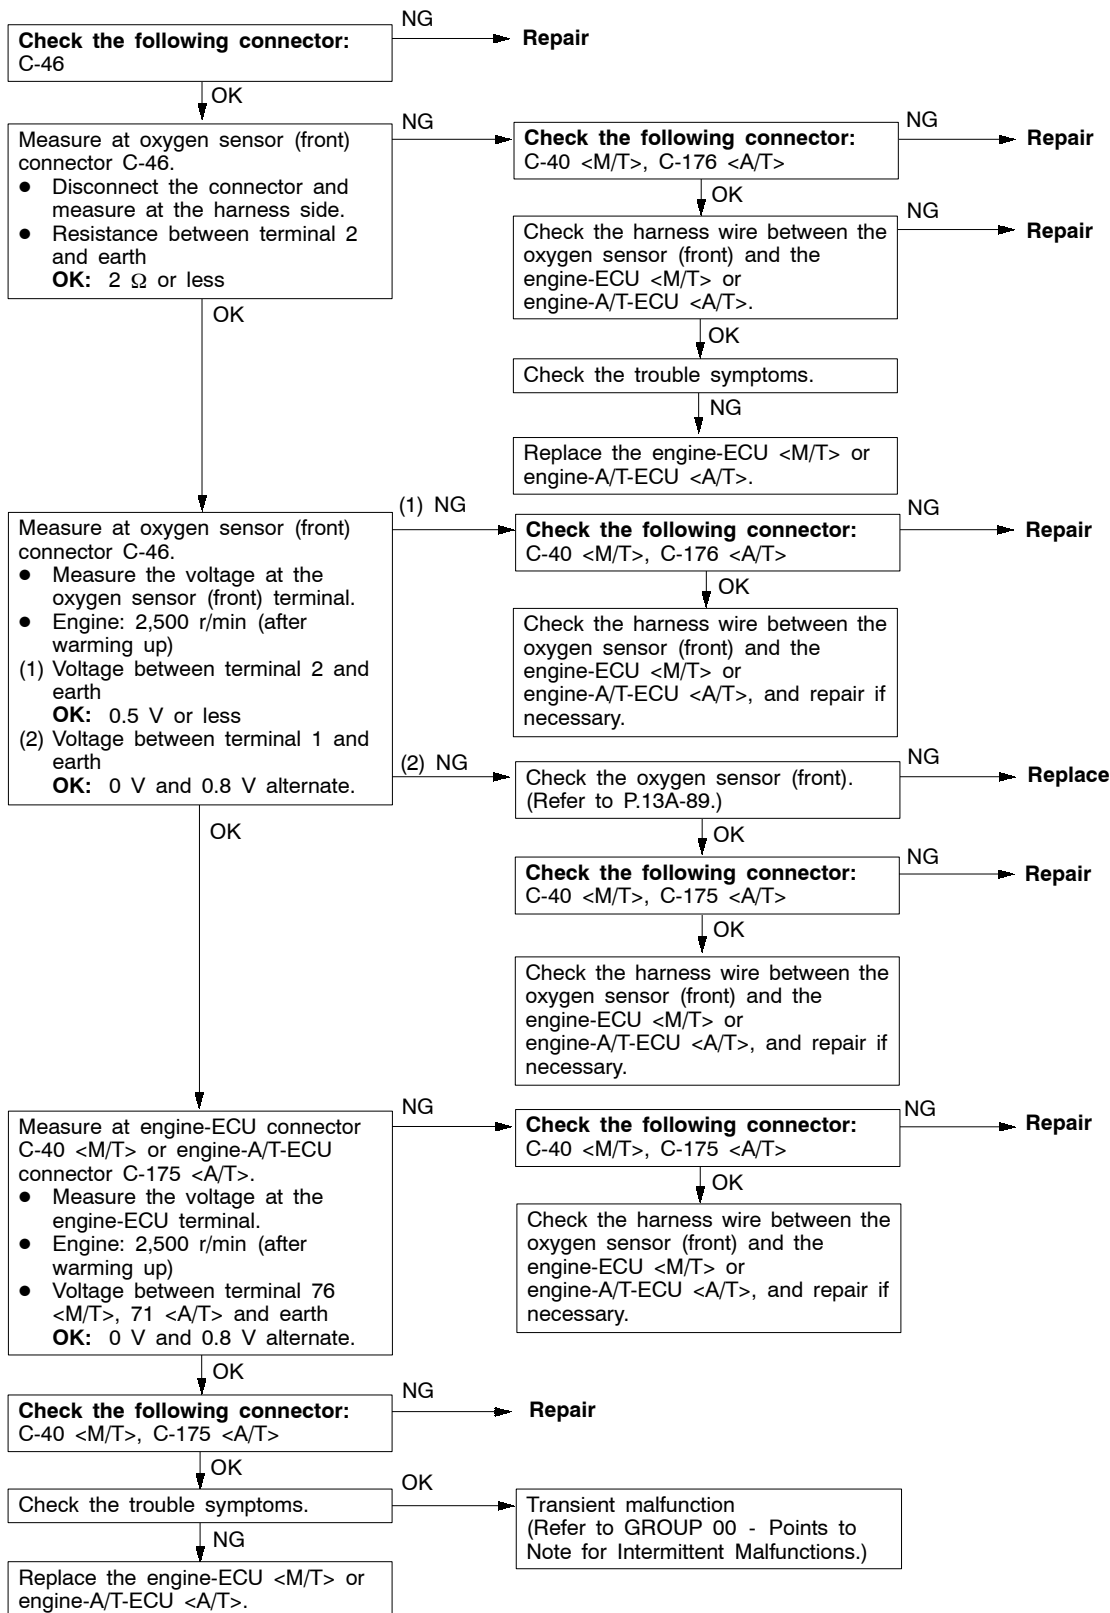 NG
Check the following connector:
C-46
Repair
OK
Measure at oxygen sensor (front)
connector C-46.
● Disconnect the connector and
measure at the harness side.
● Resistance between terminal 2
and earth
OK: 2 Ω or less
NG
Check the following connector:
C-40 <M/T>, C-176 <A/T>
NG
Repair
OK
Check the harness wire between the
oxygen sensor (front) and the
engine-ECU <M/T> or
engine-A/T-ECU <A/T>.
NG
Repair
OK
OK
Check the trouble symptoms.
NG
Replace the engine-ECU <M/T> or
engine-A/T-ECU <A/T>.
Measure at oxygen sensor (front)
connector C-46.
● Measure the voltage at the
oxygen sensor (front) terminal.
● Engine: 2,500 r/min (after
warming up)
(1) Voltage between terminal 2 and
earth
OK: 0.5 V or less
(2) Voltage between terminal 1 and
earth
OK: 0 V and 0.8 V alternate.
(1) NG
Check the following connector:
C-40 <M/T>, C-176 <A/T>
NG
Repair
OK
Check the harness wire between the
oxygen sensor (front) and the
engine-ECU <M/T> or
engine-A/T-ECU <A/T>, and repair if
necessary.
(2) NG
Check the oxygen sensor (front).
(Refer to P.13A-89.)
NG
Replace
OK
OK
Check the following connector:
C-40 <M/T>, C-175 <A/T>
NG
Repair
OK
Check the harness wire between the
oxygen sensor (front) and the
engine-ECU <M/T> or
engine-A/T-ECU <A/T>, and repair if
necessary.
Measure at engine-ECU connector
C-40 <M/T> or engine-A/T-ECU
connector C-175 <A/T>.
● Measure the voltage at the
engine-ECU terminal.
● Engine: 2,500 r/min (after
warming up)
● Voltage between terminal 76
<M/T>, 71 <A/T> and earth
OK: 0 V and 0.8 V alternate.
NG
Check the following connector:
C-40 <M/T>, C-175 <A/T>
NG
Repair
OK
Check the harness wire between the
oxygen sensor (front) and the
engine-ECU <M/T> or
engine-A/T-ECU <A/T>, and repair if
necessary.
OK
Check the following connector:
C-40 <M/T>, C-175 <A/T>
NG
Repair
OK
Check the trouble symptoms.
OK
Transient malfunction
(Refer to GROUP 00 - Points to
Note for Intermittent Malfunctions.)
NG
Replace the engine-ECU <M/T> or
engine-A/T-ECU <A/T>.